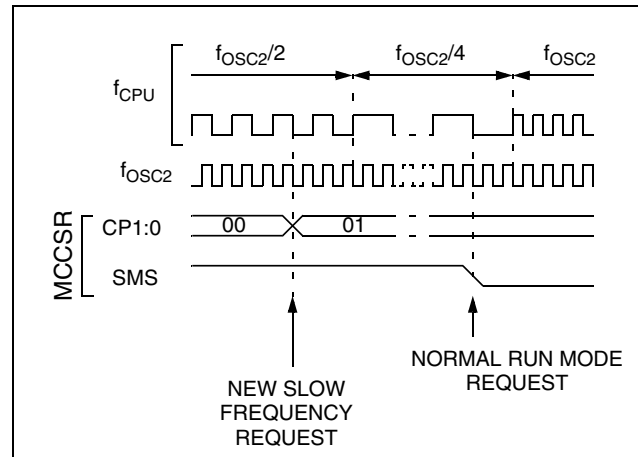 fOSC2/2 fOSC2/4 fOSC2
fCPU
fOSC2
MCCSR
CP1:0 00 01
SMS
NEW SLOW
FREQUENCY
REQUEST
NORMAL RUN MODE
REQUEST